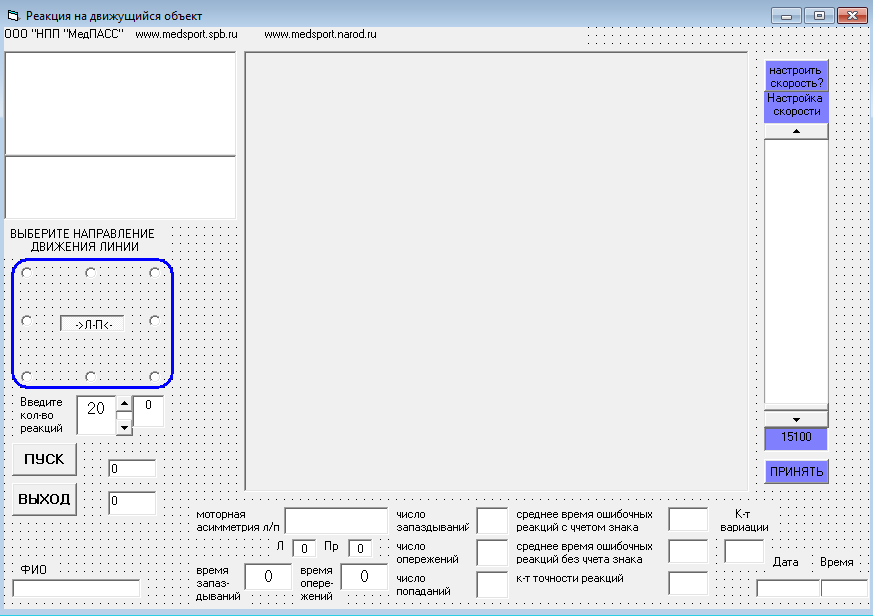 Реакция на движущийся объект
ООО "НПП "МедПАСС" www.medsport.spb.ru www.medsport.narod.ru
настроить
скорость?
Настройка
скорости
ВЫБЕРИТЕ НАПРАВЛЕНИЕ
ДВИЖЕНИЯ ЛИНИИ
->Л-П<-
Введите
кол-во
реакций
20
0
15100
ПУСК
0
ПРИНЯТЬ
ВЫХОД
0
моторная
асимметрия л/п
число
запаздываний
среднее время ошибочных
реакций с учетом знака
К-т
вариации
Л 0 Пр 0
число
опережений
среднее время ошибочных
реакций без учета знака
Дата Время
ФИО
время
запаз-
дываний
0
время
опере-
жений
0
число
попаданий
к-т точности реакций